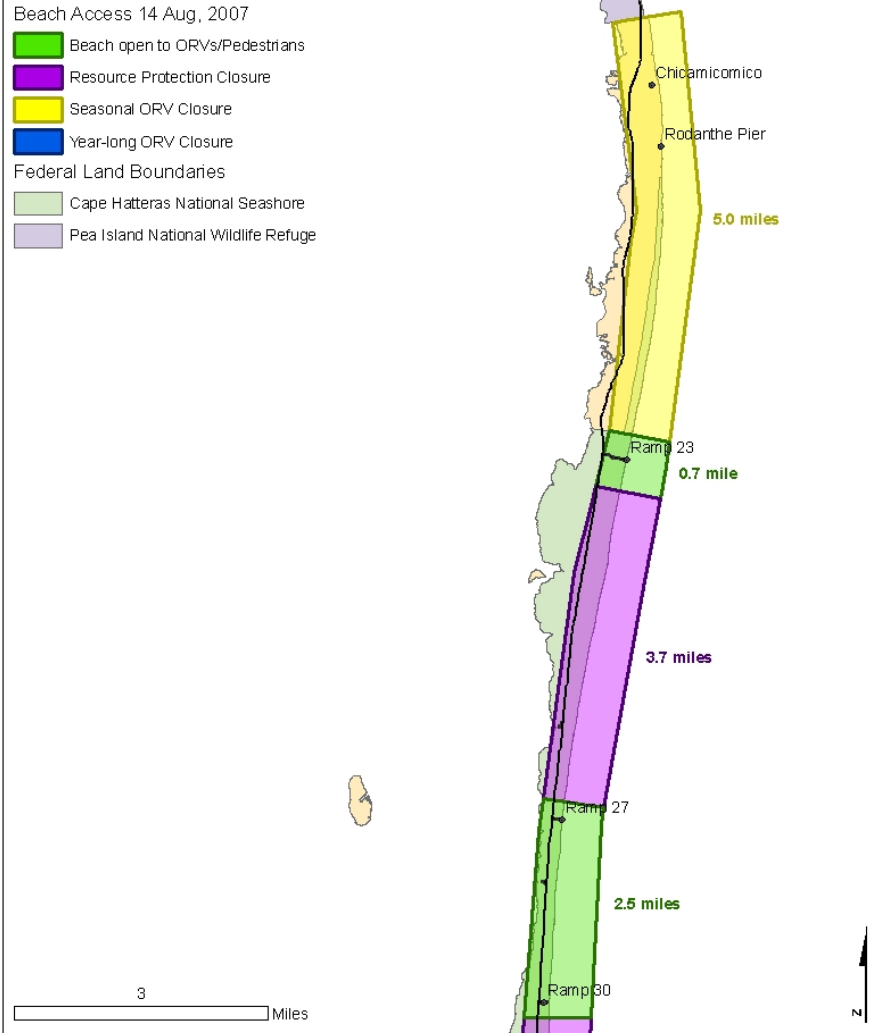 Beach Access 14 Aug, 2007
Beach open to ORVs/Pedestrians
Resource Protection Closure
Seasonal ORV Closure
Year-long ORV Closure
Federal Land Boundaries
Cape Hatteras National Seashore
Pea Island National Wildlife Refuge
Chicamicomico
Rodanthe Pier
5.0 miles
Ramp 23
0.7 mile
3.7 miles
Ramp 27
2.5 miles
Ramp 30
3
Miles
N